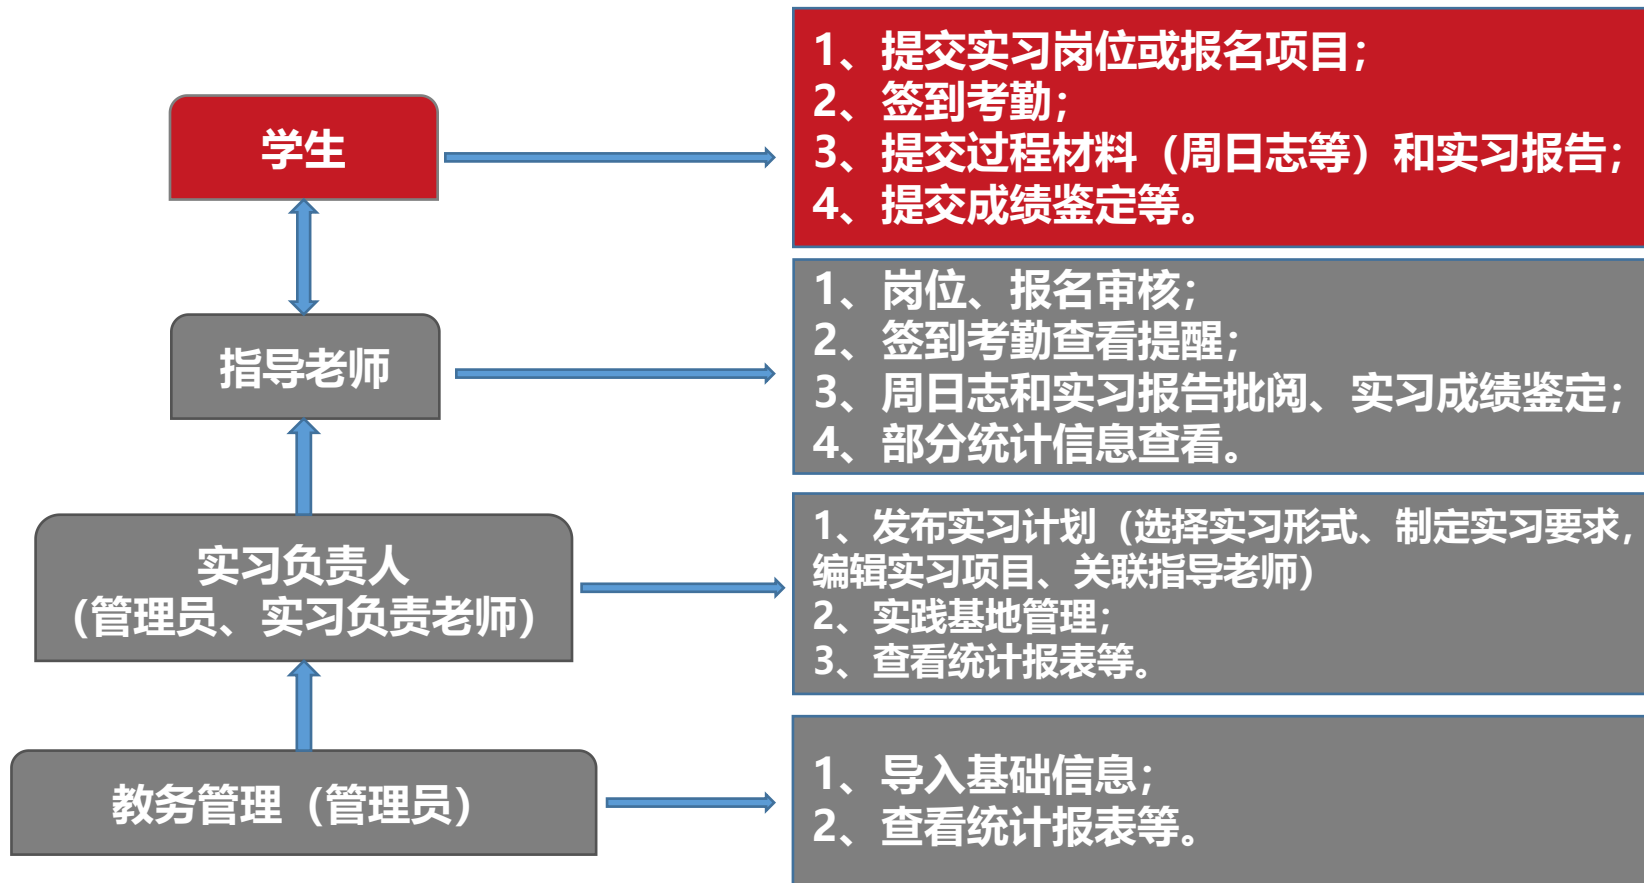 学生
1、提交实习岗位或报名项目；
2、签到考勤；
3、提交过程材料（周日志等）和实习报告；
4、提交成绩鉴定等。
指导老师
1、岗位、报名审核；
2、签到考勤查看提醒；
3、周日志和实习报告批阅、实习成绩鉴定；
4、部分统计信息查看。
实习负责人
（管理员、实习负责老师）
1、发布实习计划（选择实习形式、制定实习要求，
编辑实习项目、关联指导老师）
2、实践基地管理；
3、查看统计报表等。
教务管理（管理员）
1、导入基础信息；
2、查看统计报表等。